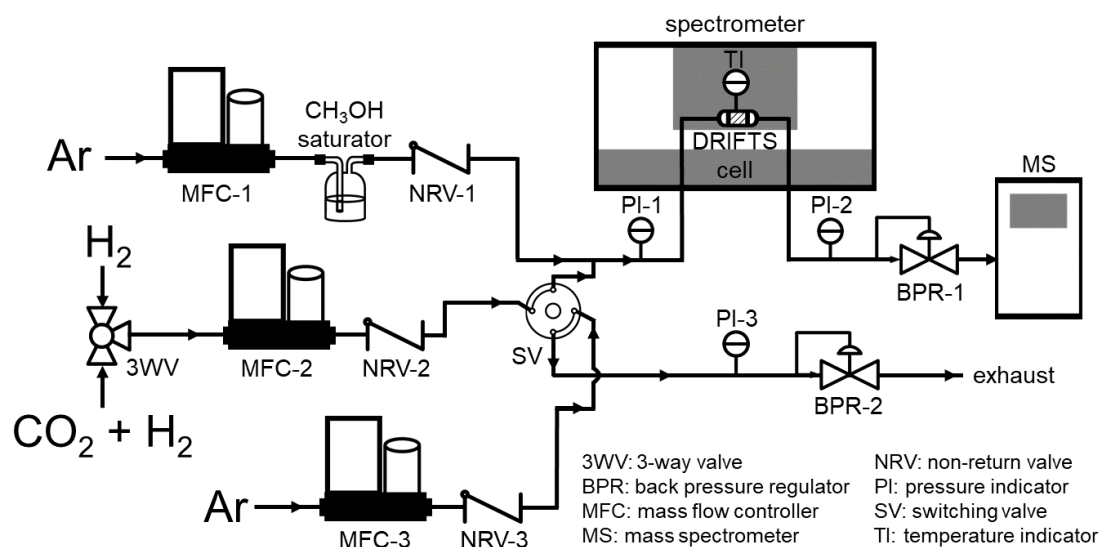 spectrometer
TI
DRIFTS
cell
CH₃OH
saturator
Ar
MFC-1
NRV-1
PI-1
PI-2
MS
BPR-1
H₂
3WV
MFC-2
NRV-2
SV
CO₂ + H₂
PI-3
BPR-2
exhaust
Ar
MFC-3
NRV-3
3WV: 3-way valve
BPR: back pressure regulator
MFC: mass flow controller
MS: mass spectrometer
NRV: non-return valve
PI: pressure indicator
SV: switching valve
TI: temperature indicator